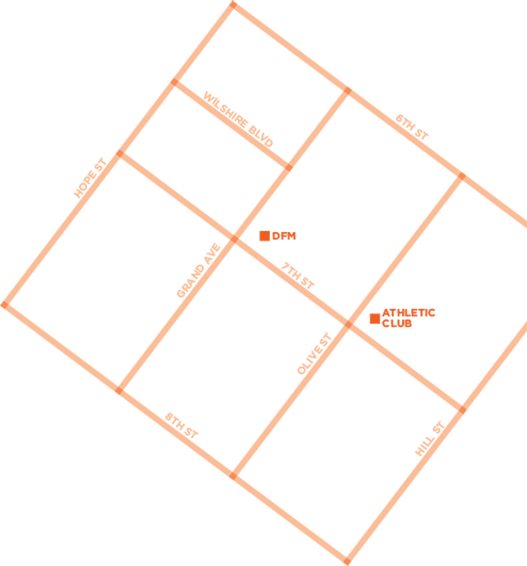 WILSHIRE BLVD
6TH ST
HOPE ST
DFM
GRAND AVE
7TH ST
ATHLETIC
CLUB
OLIVE ST
8TH ST
HILL ST